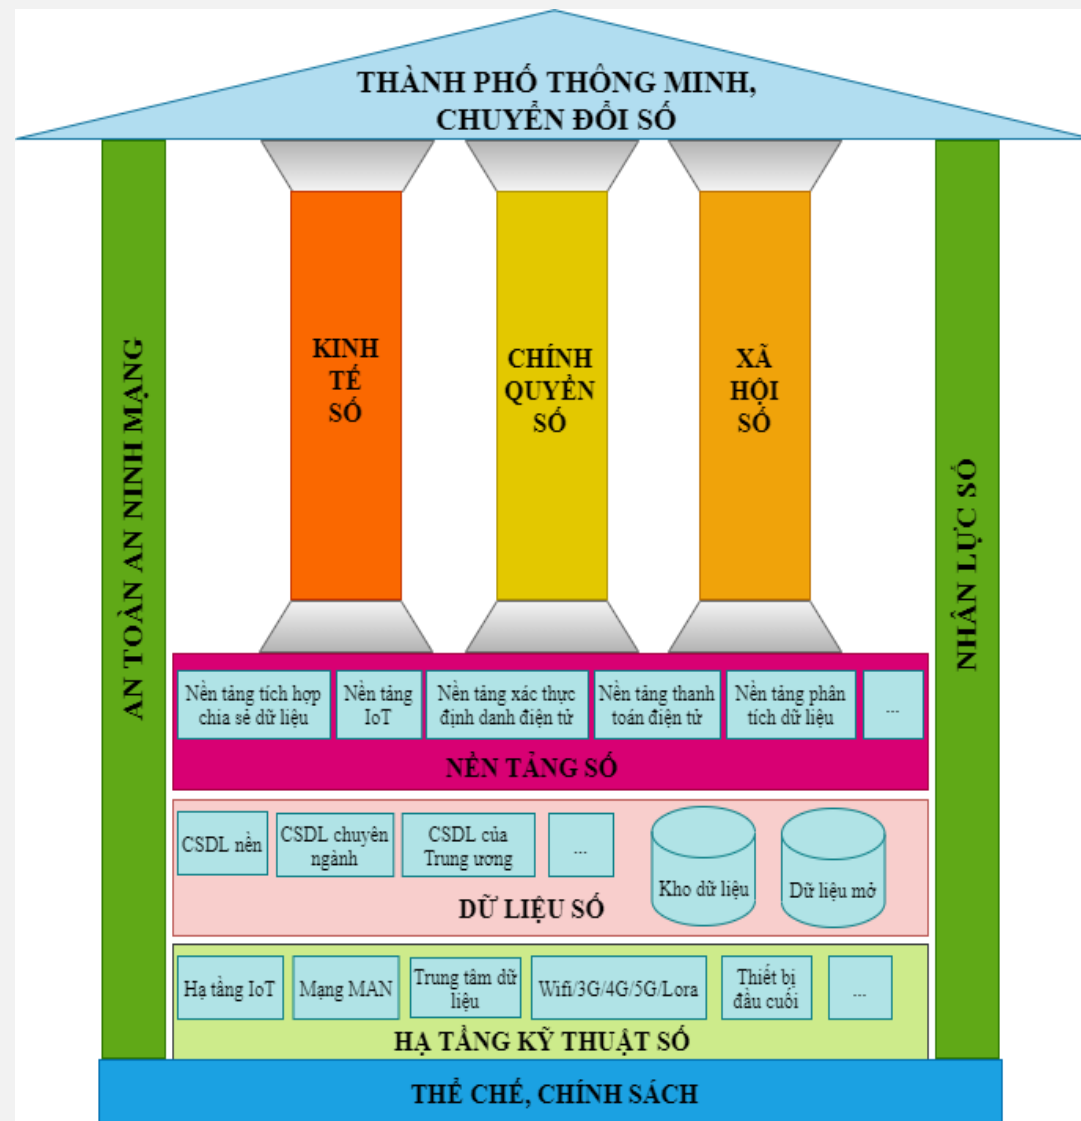 THÀNH PHỐ THÔNG MINH,
CHUYỂN ĐỔI SỐ
AN TOÀN AN NINH MẠNG
KINH
TẾ
SỐ
CHÍNH
QUYỀN
SỐ
XÃ
HỘI
SỐ
NHÂN LỰC SỐ
Nền tảng tích hợp
chia sẻ dữ liệu
Nền tảng
IoT
Nền tảng xác thực
định danh điện tử
Nền tảng thanh
toán điện tử
Nền tảng phân
tích dữ liệu
...
NỀN TẢNG SỐ
CSDL nền
CSDL chuyên
ngành
CSDL của
Trung ương
...
Kho dữ liệu
Dữ liệu mở
DỮ LIỆU SỐ
Hạ tầng IoT
Mạng MAN
Trung tâm dữ
liệu
Wifi/3G/4G/5G/Lora
Thiết bị
đầu cuối
...
HẠ TẦNG KỸ THUẬT SỐ
THỂ CHẾ, CHÍNH SÁCH